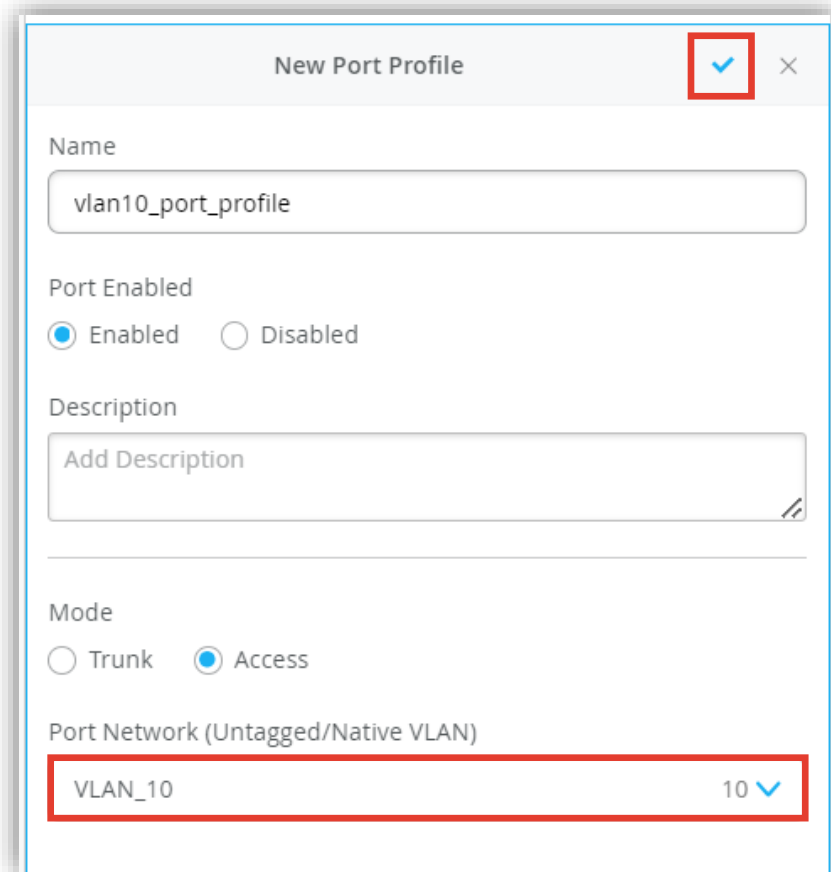 New Port Profile
Name
vlan10_port_profile
Port Enabled
Enabled Disabled
Description
Add Description
Mode
Trunk Access
Port Network (Untagged/Native VLAN)
VLAN_10 10